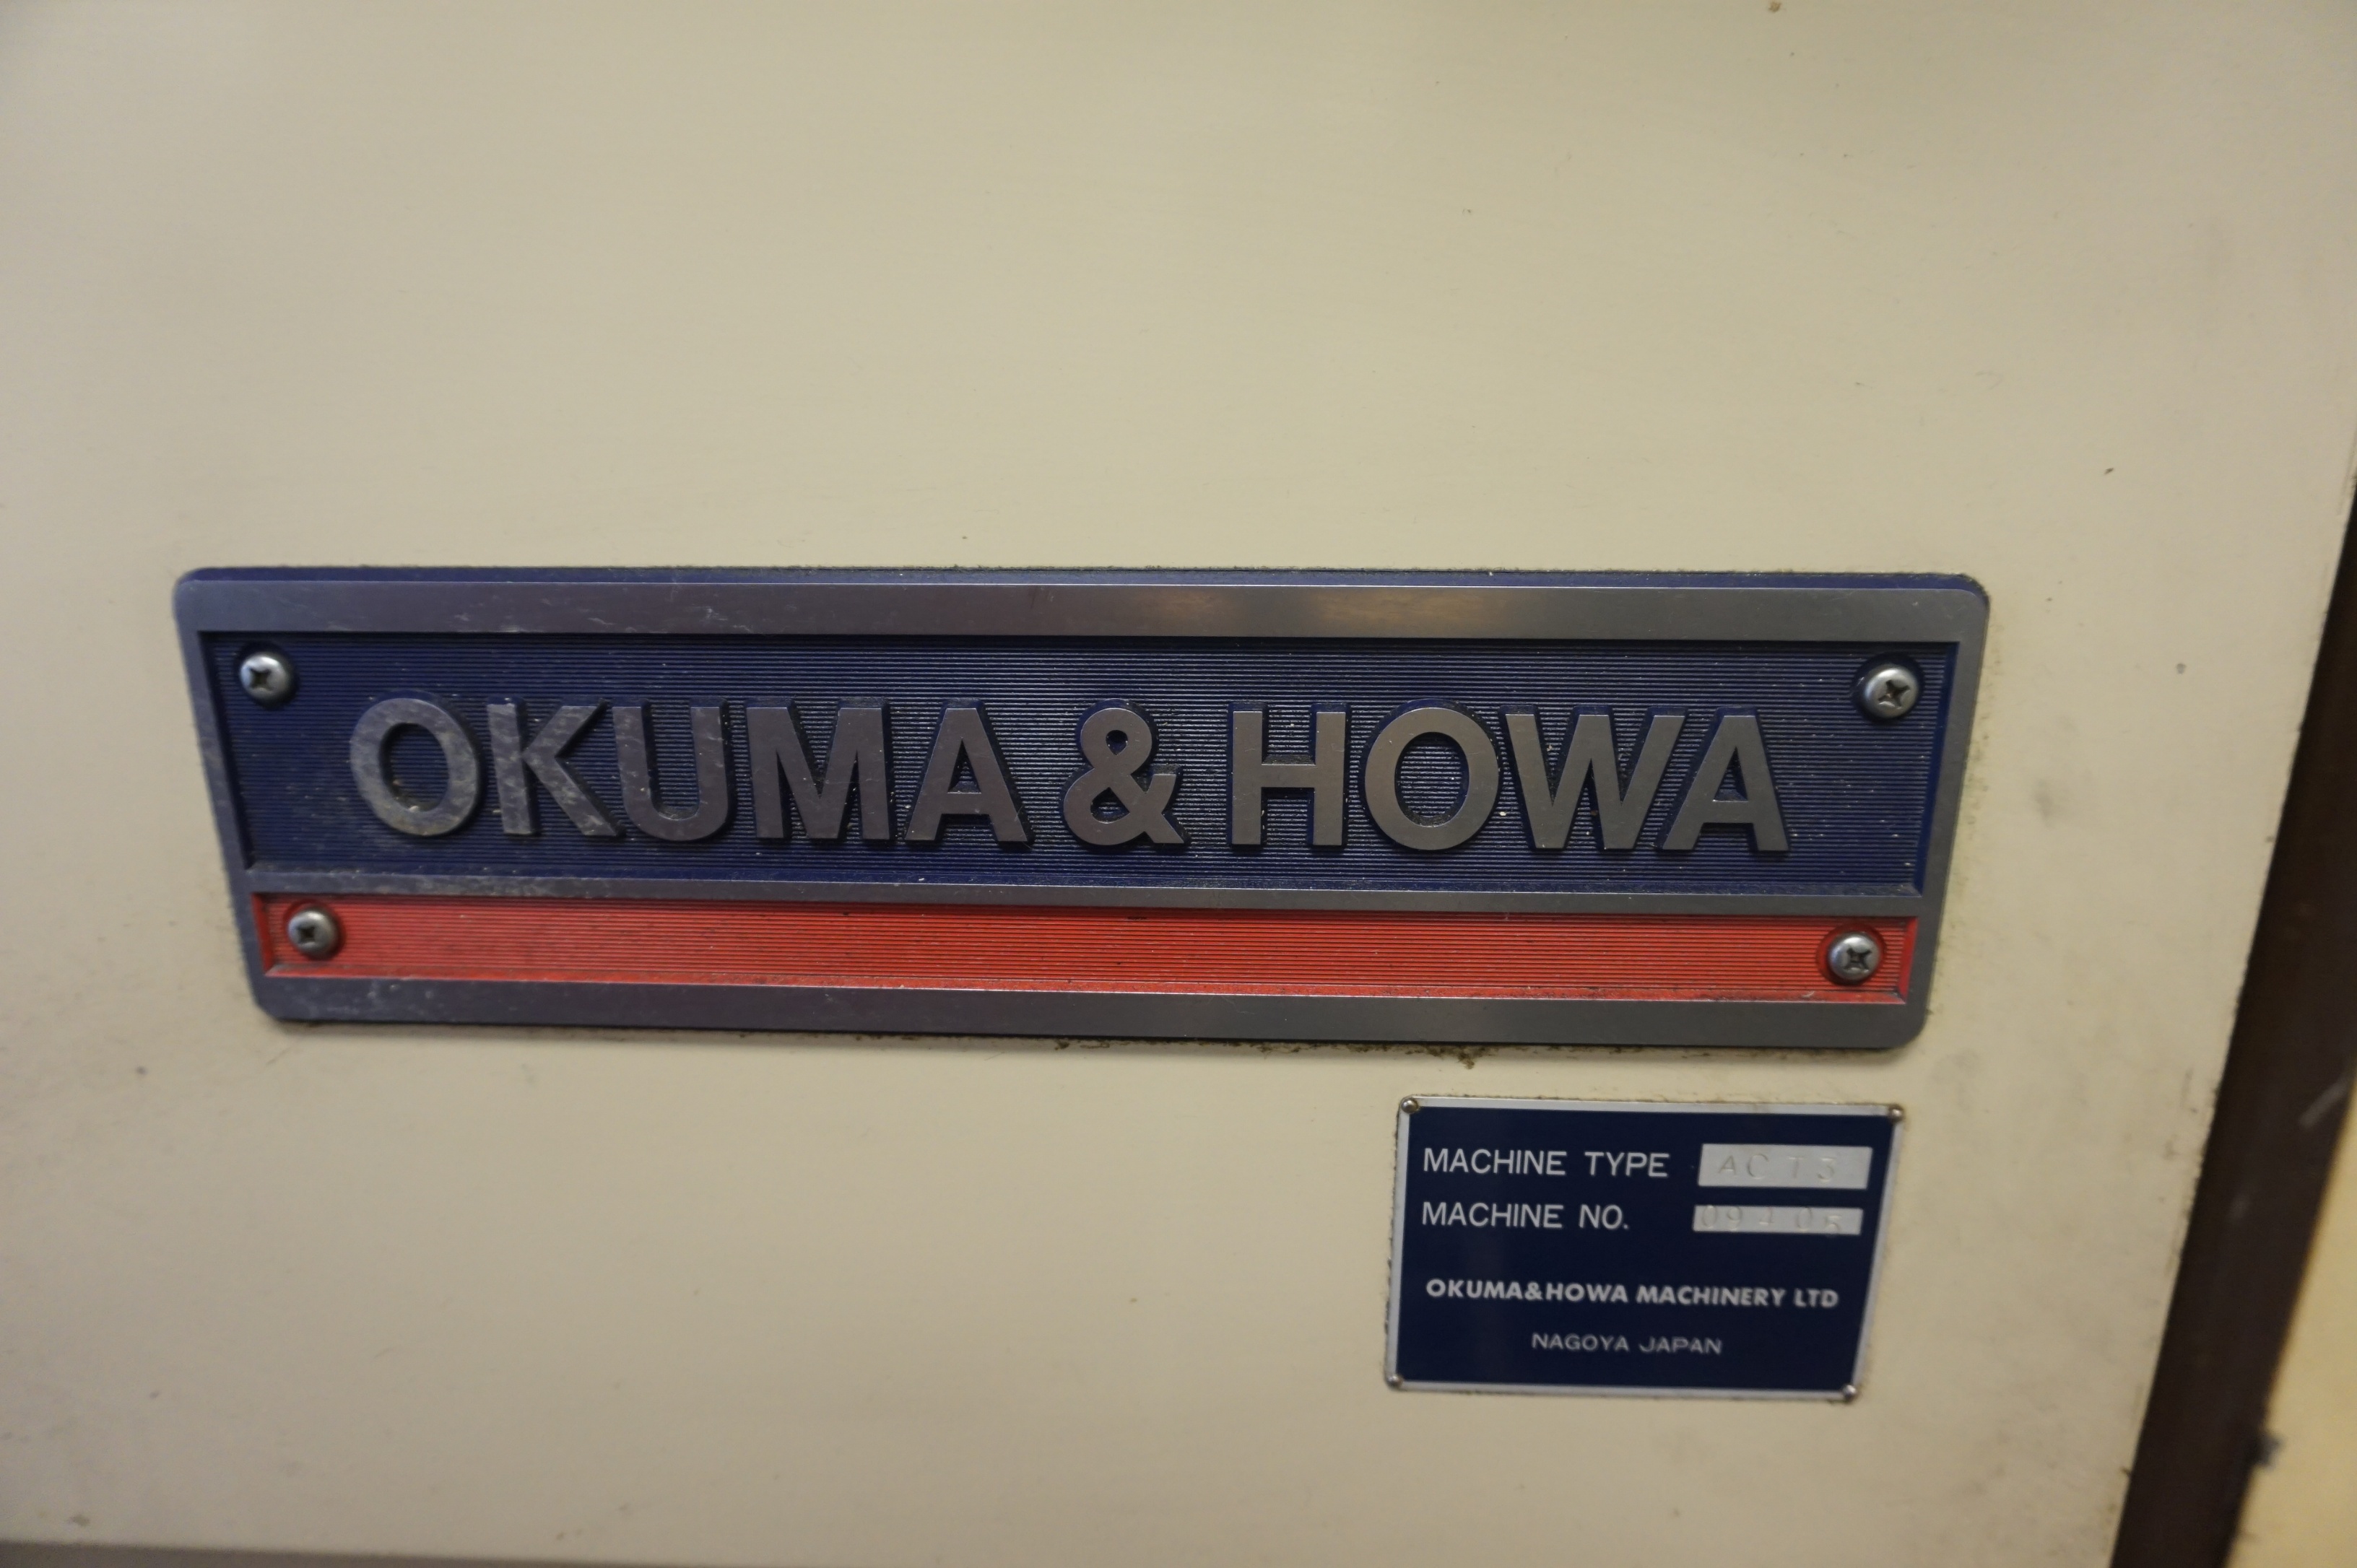 OKUMA & HOWA
MACHINE TYPE
MACHINE NO.
OKUMA&HOWA MACHINERY LTD
NAGOYA JAPAN